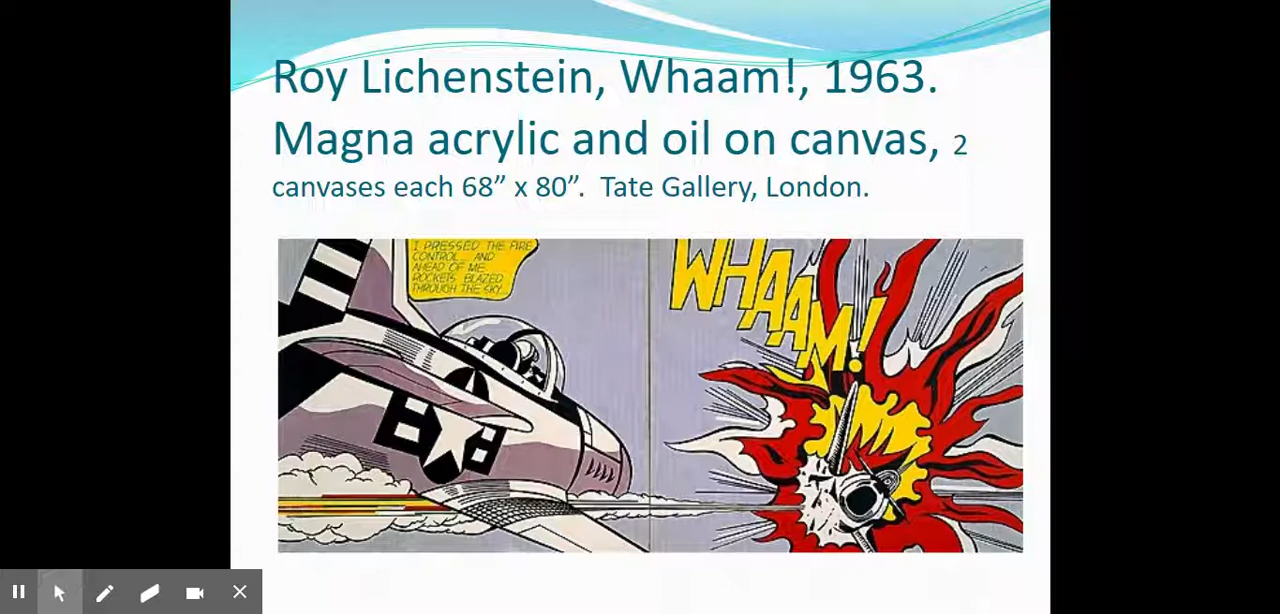 Roy Lichenstein, Whaam!, 1963.
Magna acrylic and oil on canvas, 2
canvases each 68” x 80”.  Tate Gallery, London.
I PRESSED THE FIRE
CONTROL... AND
AHEAD OF ME
ROCKETS BLAZED
THROUGH THE SKY...
WHAAM!